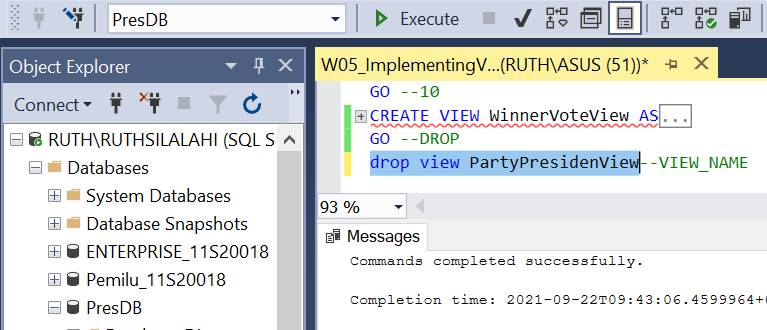 PresDB
Execute
Object Explorer
Connect
RUTH\RUTHSILALAHI (SQL S
Databases
System Databases
Database Snapshots
ENTERPRISE_11S20018
Pemilu_11S20018
PresDB
W05_ImplementingV...(RUTH\ASUS (51))*
GO --10
CREATE VIEW WinnerVoteView AS...
GO --DROP
drop view PartyPresidenView--VIEW_NAME
93 %
Messages
Commands completed successfully.
Completion time: 2021-09-22T09:43:06.4599964+0